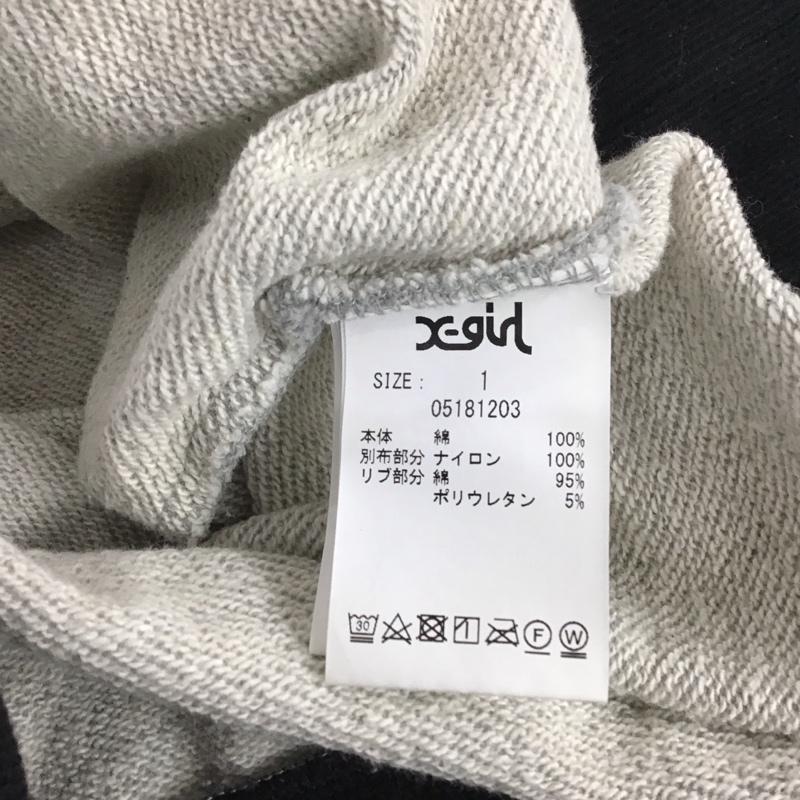 X-girl
SIZE : 1
05181203
本体 綿 100%
別布部分 ナイロン 100%
リブ部分 綿 95%
ポリウレタン 5%
30 F W